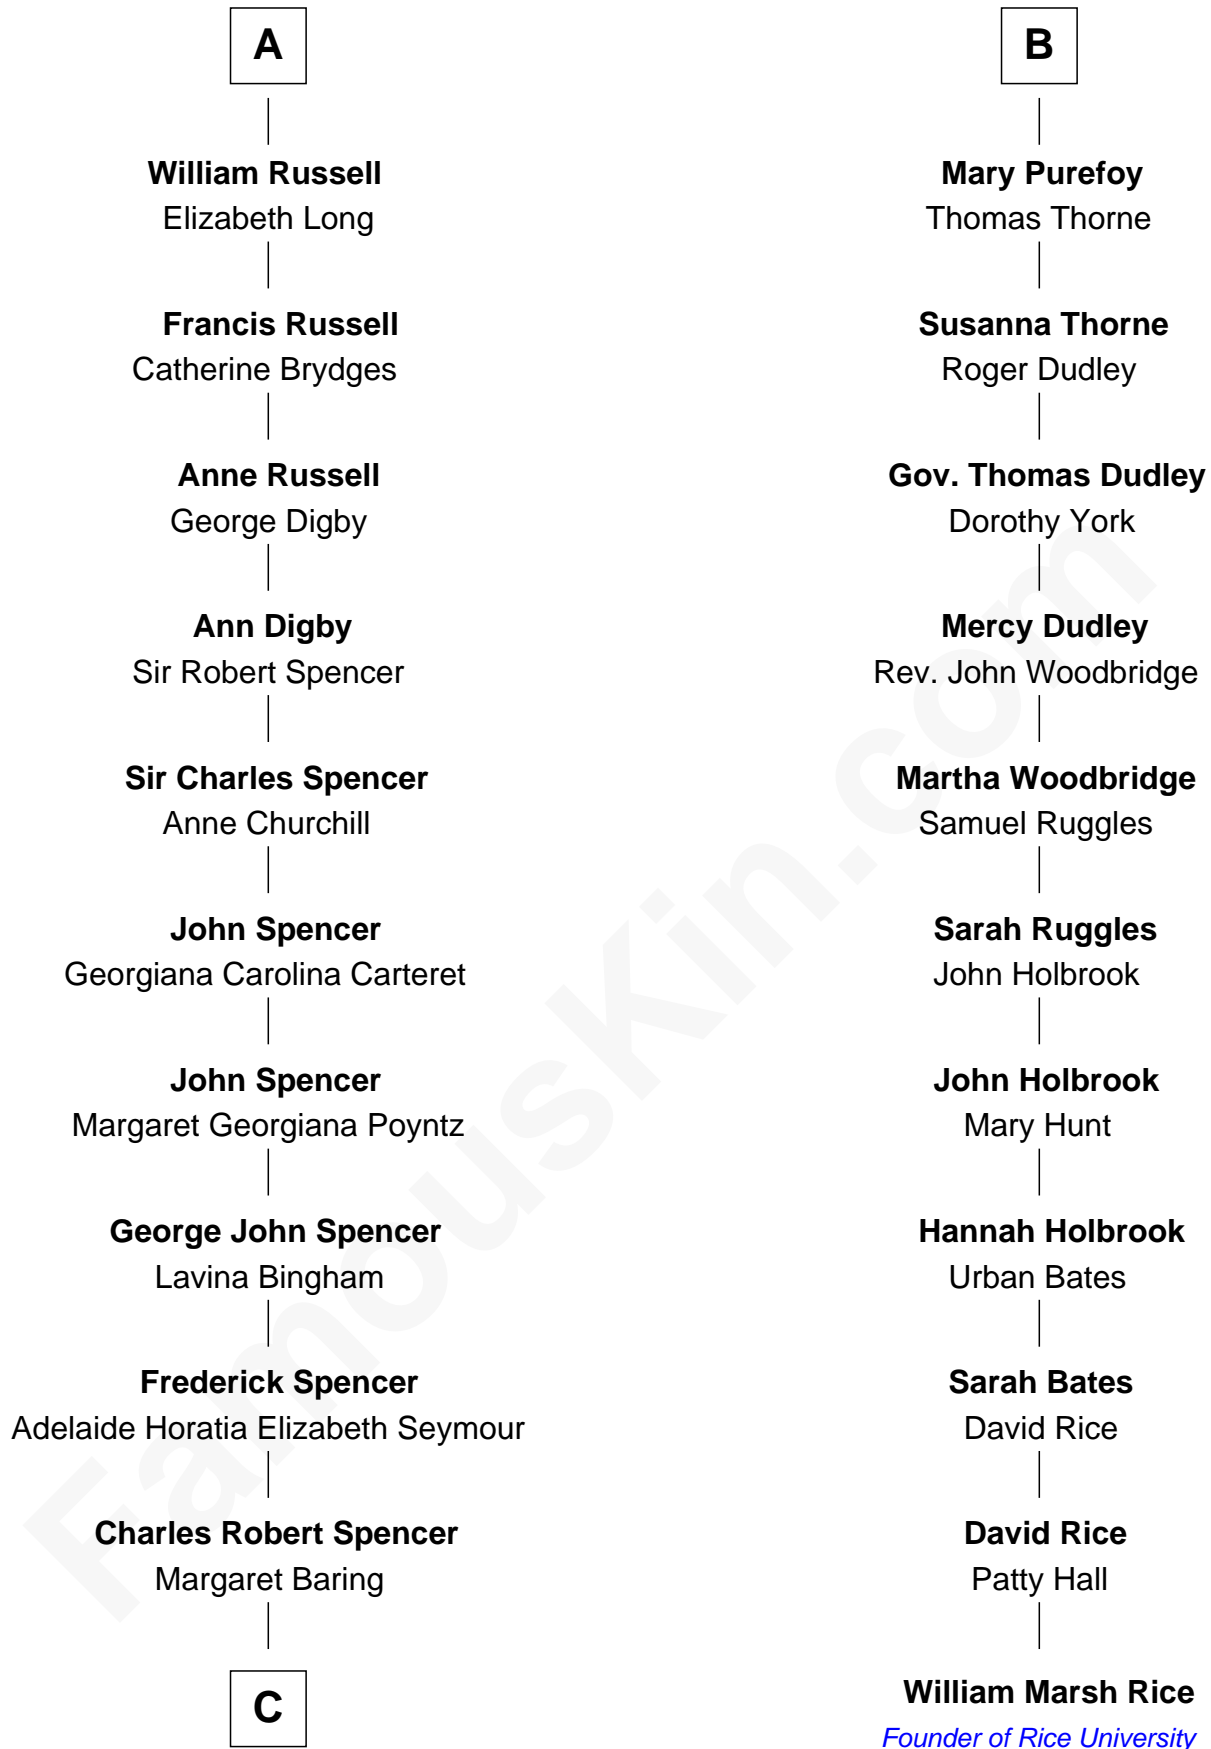 A
William Russell
Elizabeth Long
Francis Russell
Catherine Brydges
Anne Russell
George Digby
Ann Digby
Sir Robert Spencer
Sir Charles Spencer
Anne Churchill
John Spencer
Georgiana Carolina Carteret
John Spencer
Margaret Georgiana Poyntz
George John Spencer
Lavina Bingham
Frederick Spencer
Adelaide Horatia Elizabeth Seymour
Charles Robert Spencer
Margaret Baring
C
B
Mary Purefoy
Thomas Thorne
Susanna Thorne
Roger Dudley
Gov. Thomas Dudley
Dorothy York
Mercy Dudley
Rev. John Woodbridge
Martha Woodbridge
Samuel Ruggles
Sarah Ruggles
John Holbrook
John Holbrook
Mary Hunt
Hannah Holbrook
Urban Bates
Sarah Bates
David Rice
David Rice
Patty Hall
William Marsh Rice
Founder of Rice University
FamousKin.com